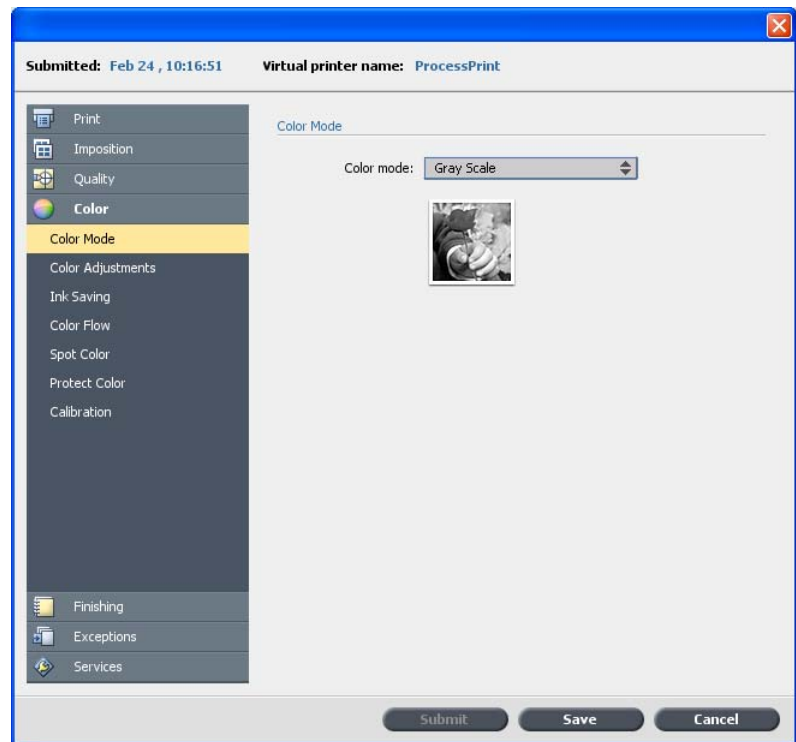 Submitted: Feb 24 , 10:16:51 Virtual printer name: ProcessPrint
Print
Imposition
Quality
Color
Color Mode
Color Adjustments
Ink Saving
Color Flow
Spot Color
Protect Color
Calibration
Finishing
Exceptions
Services
Color Mode
Color mode: Gray Scale
Submit Save Cancel